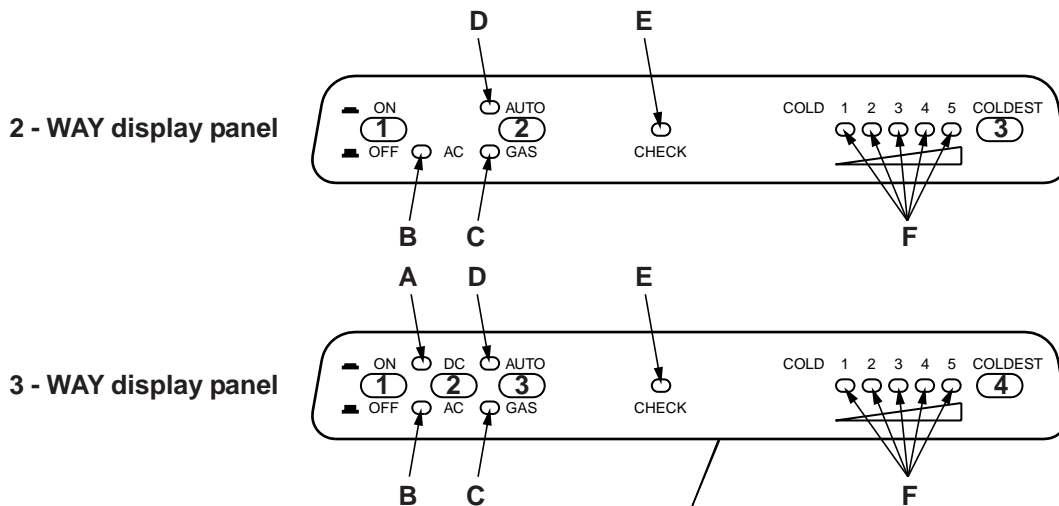 D E
ON AUTO COLD 1 2 3 4 5 COLDEST
2 - WAY display panel 1 2 3
OFF AC GAS CHECK
B C F
A D E
ON DC AUTO COLD 1 2 3 4 5 COLDEST
3 - WAY display panel 1 2 3 4
OFF AC GAS CHECK
B C F